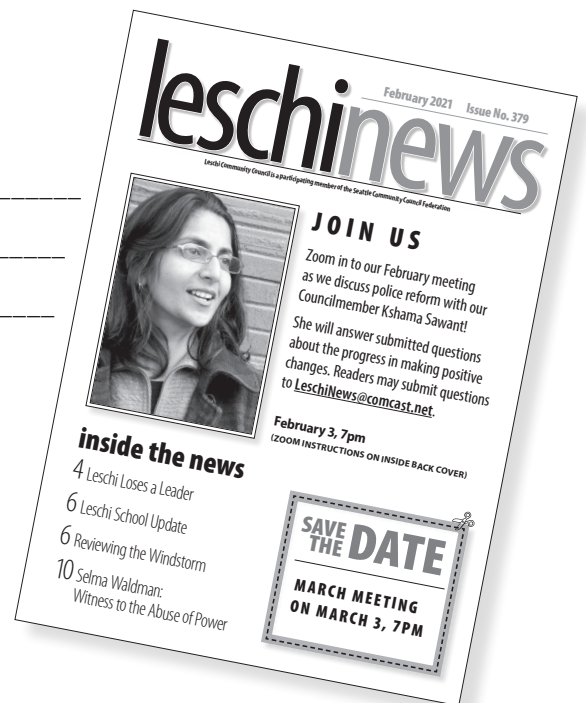 February 2021 Issue No. 379
leschinews
Leschi Community Council is a participating member of the Seattle Community Council Federation
JOIN US
Zoom in to our February meeting
as we discuss police reform with our
Councilmember Kshama Sawant!
She will answer submitted questions
about the progress in making positive
changes. Readers may submit questions
to LeschiNews@comcast.net.
February 3, 7pm
(ZOOM INSTRUCTIONS ON INSIDE BACK COVER)
inside the news
4 Leschi Loses a Leader
6 Leschi School Update
6 Reviewing the Windstorm
10 Selma Waldman:
Witness to the Abuse of Power
SAVE
THE DATE
MARCH MEETING
ON MARCH 3, 7PM